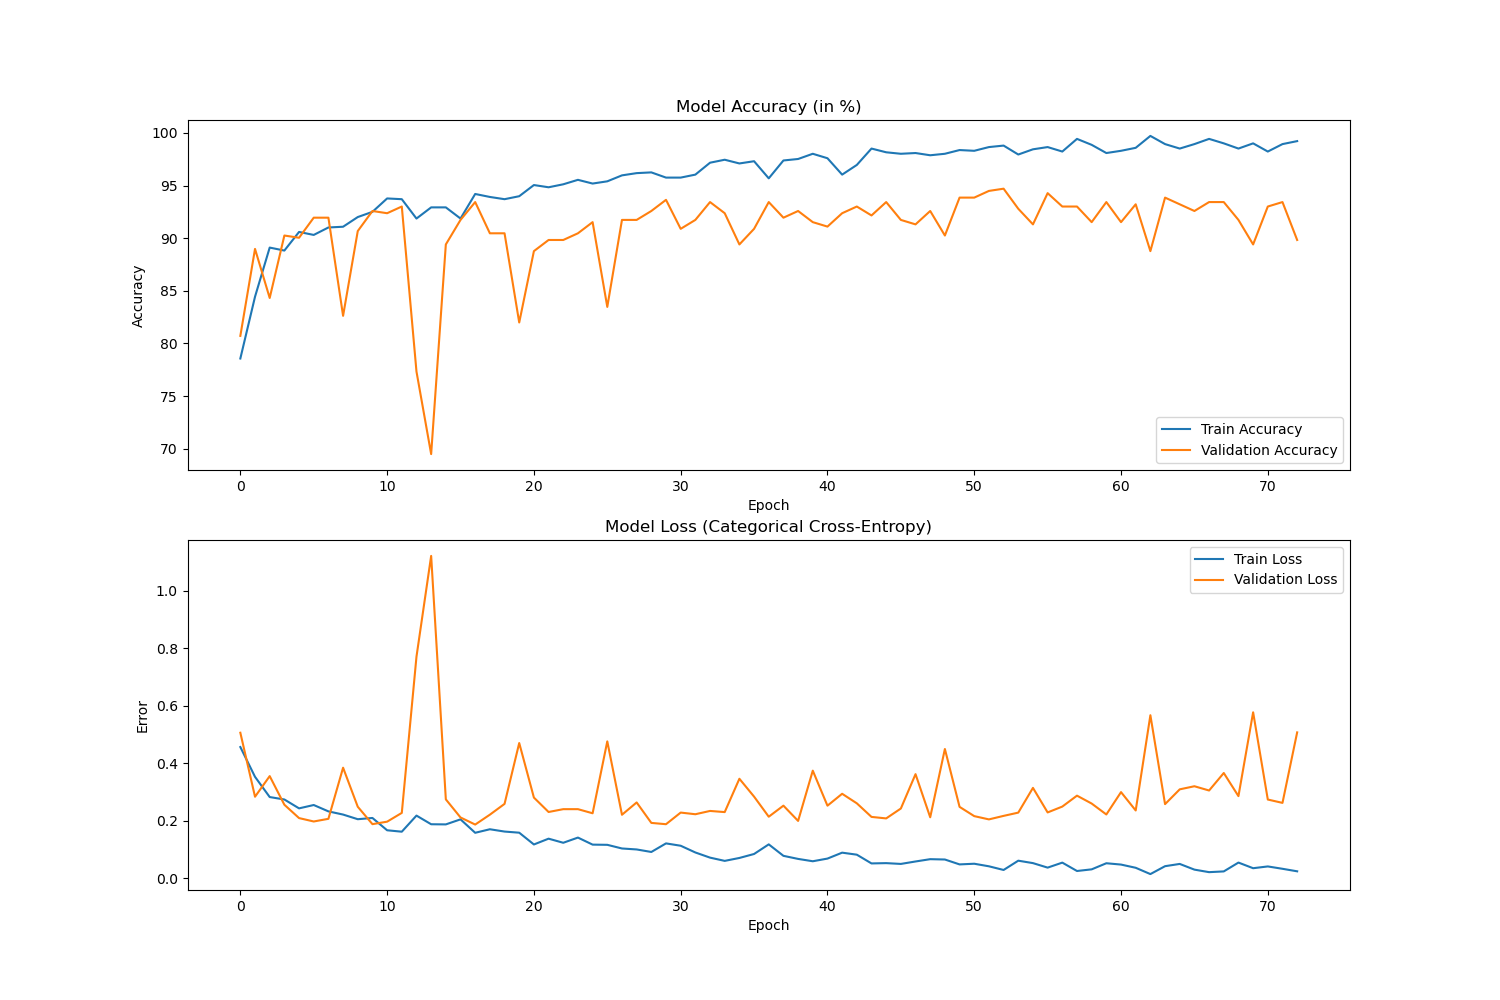 Model Accuracy (in %)
100
95
90
85
80
75
70
Accuracy
Train Accuracy
Validation Accuracy
0 10 20 30 40 50 60 70
Epoch
Model Loss (Categorical Cross-Entropy)
1.0
0.8
0.6
0.4
0.2
0.0
Error
Train Loss
Validation Loss
0 10 20 30 40 50 60 70
Epoch